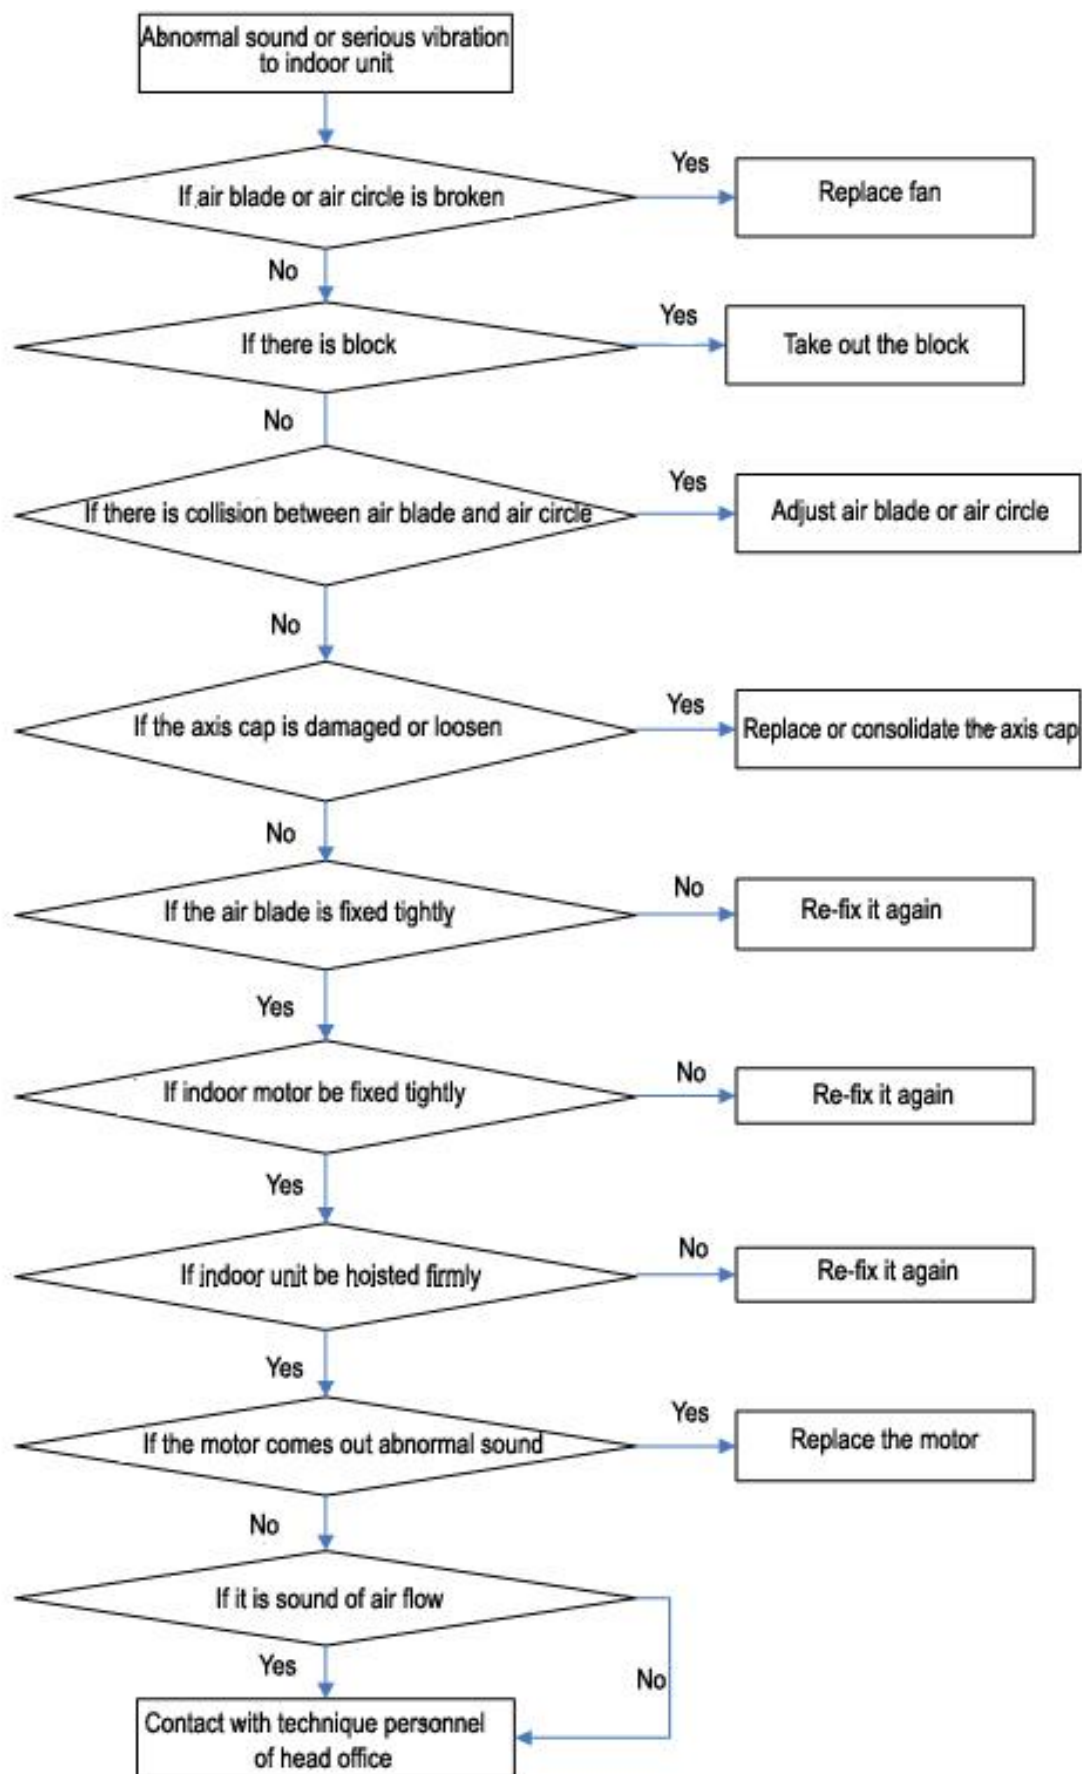 Abnormal sound or serious vibration
to indoor unit
If air blade or air circle is broken
Yes
Replace fan
No
If there is block
Yes
Take out the block
No
If there is collision between air blade and air circle
Yes
Adjust air blade or air circle
No
If the axis cap is damaged or loosen
Yes
Replace or consolidate the axis cap
No
If the air blade is fixed tightly
No
Re-fix it again
Yes
If indoor motor be fixed tightly
No
Re-fix it again
Yes
If indoor unit be hoisted firmly
No
Re-fix it again
Yes
If the motor comes out abnormal sound
Yes
Replace the motor
No
If it is sound of air flow
Yes
No
Contact with technique personnel
of head office